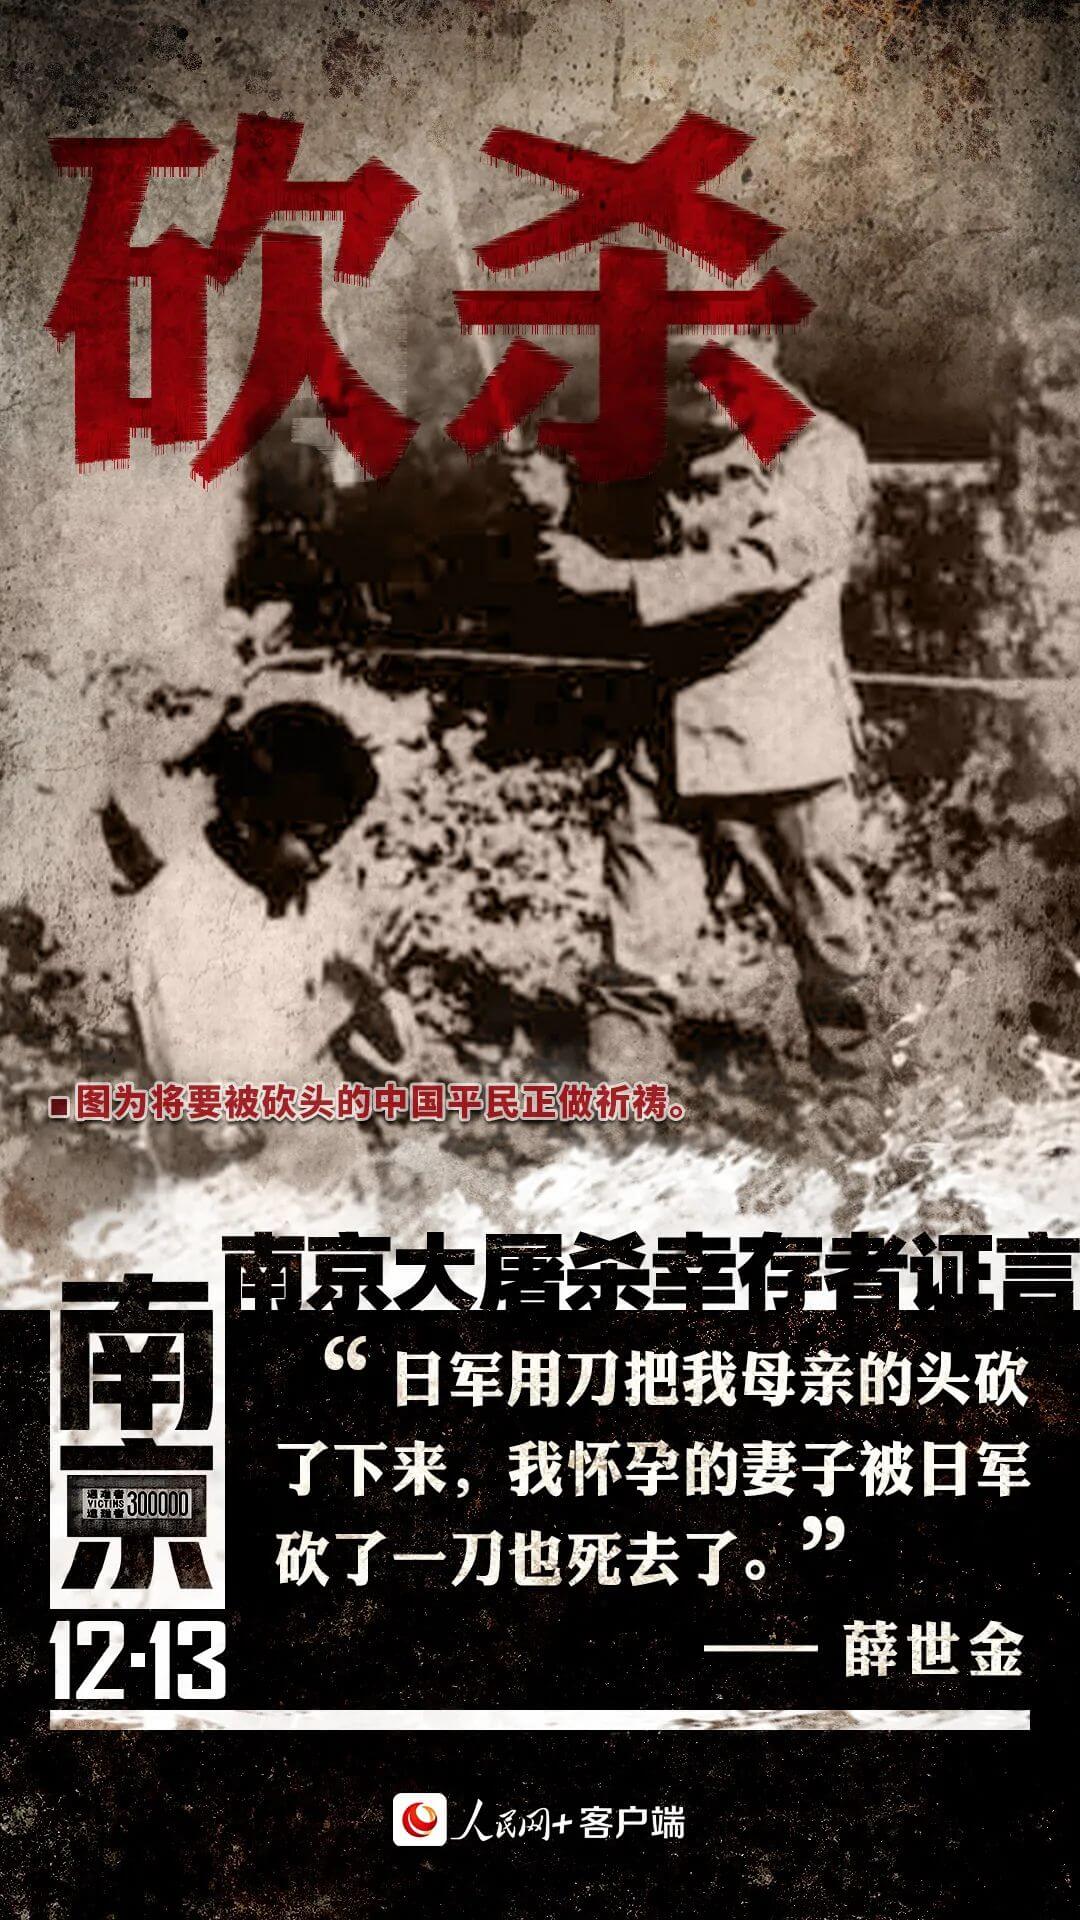 砍杀
图为将要被砍头的中国平民正做祈祷。
南京大屠杀幸存者证言
南京
遇难者
VICTIMS 300000
遭難者
12·13
“日军用刀把我母亲的头砍
了下来，我怀孕的妻子被日军
砍了一刀也死去了。”
—— 薛世金
人民网+客户端